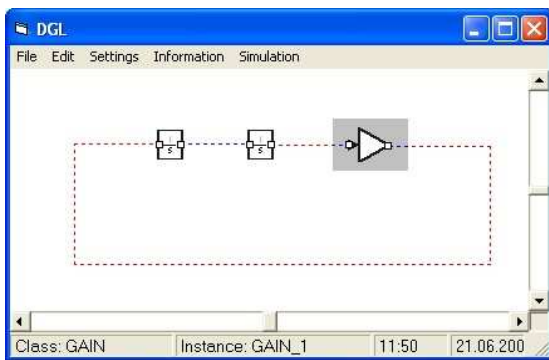 DGL
File Edit Settings Information Simulation
s s
Class: GAIN Instance: GAIN_1 11:50 21.06.200